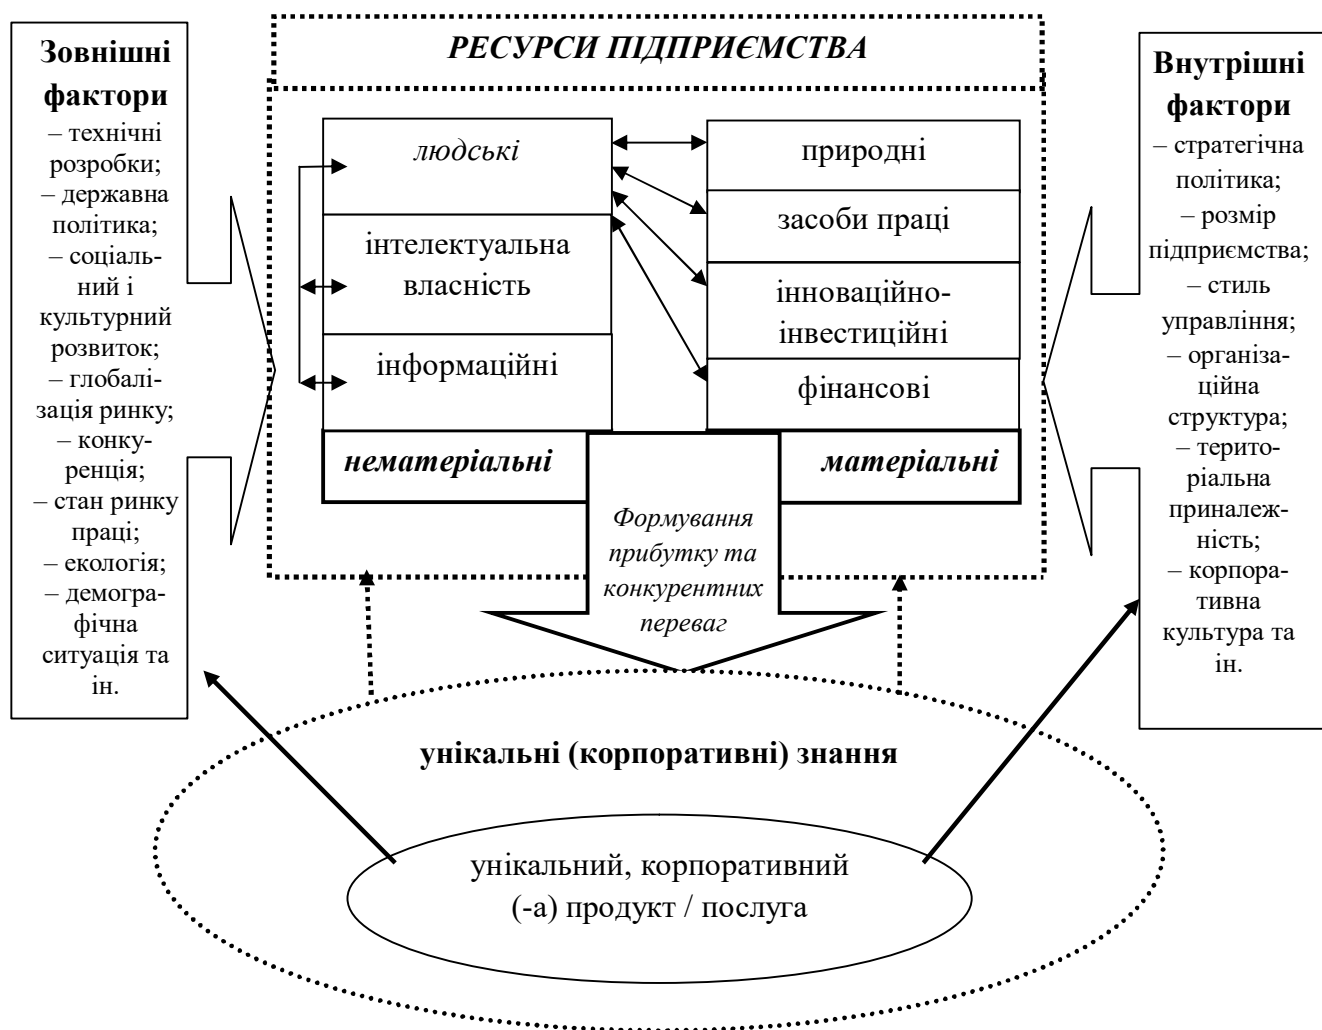 РЕСУРСИ ПІДПРИЄМСТВА
Зовнішні
фактори
– технічні
розробки;
– державна
політика;
– соціаль-
ний і
культурний
розвиток;
– глобалі-
зація ринку;
– конку-
ренція;
– стан ринку
праці;
– екологія;
– демогра-
фічна
ситуація та
ін.
людські
інтелектуальна
власність
інформаційні
нематеріальні
природні
засоби праці
інноваційно-
інвестиційні
фінансові
матеріальні
Формування
прибутку та
конкурентних
переваг
Внутрішні
фактори
– стратегічна
політика;
– розмір
підприємства;
– стиль
управління;
– організа-
ційна
структура;
– терито-
ріальна
приналеж-
ність;
– корпора-
тивна
культура та
ін.
унікальні (корпоративні) знання
унікальний, корпоративний
(-а) продукт / послуга